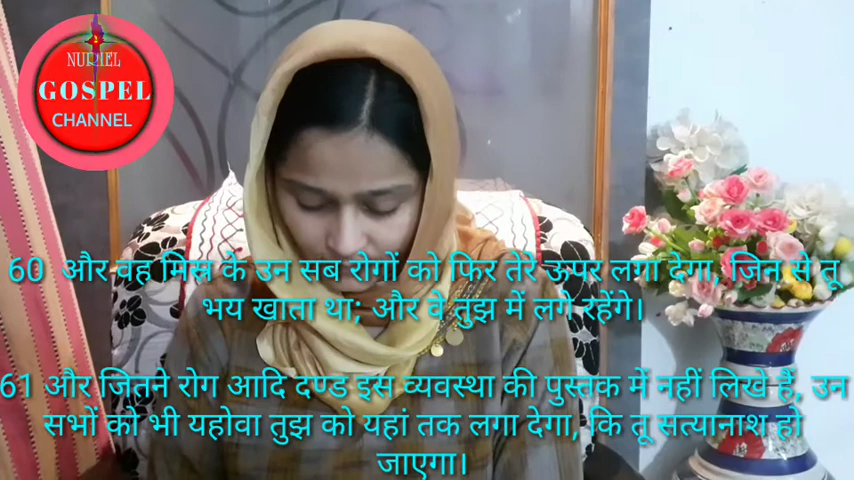 NURIEL
GOSPEL
CHANNEL
60 और वह मिस्र के उन सब रोगों को फिर तेरे ऊपर लगा देगा, जिन से तू
भय खाता था; और वे तुझ में लगे रहेंगे।
61 और जितने रोग आदि दण्ड इस व्यवस्था की पुस्तक में नहीं लिखे हैं, उन
सभों को भी यहोवा तुझ को यहां तक लगा देगा, कि तू सत्यानाश हो
जाएगा।